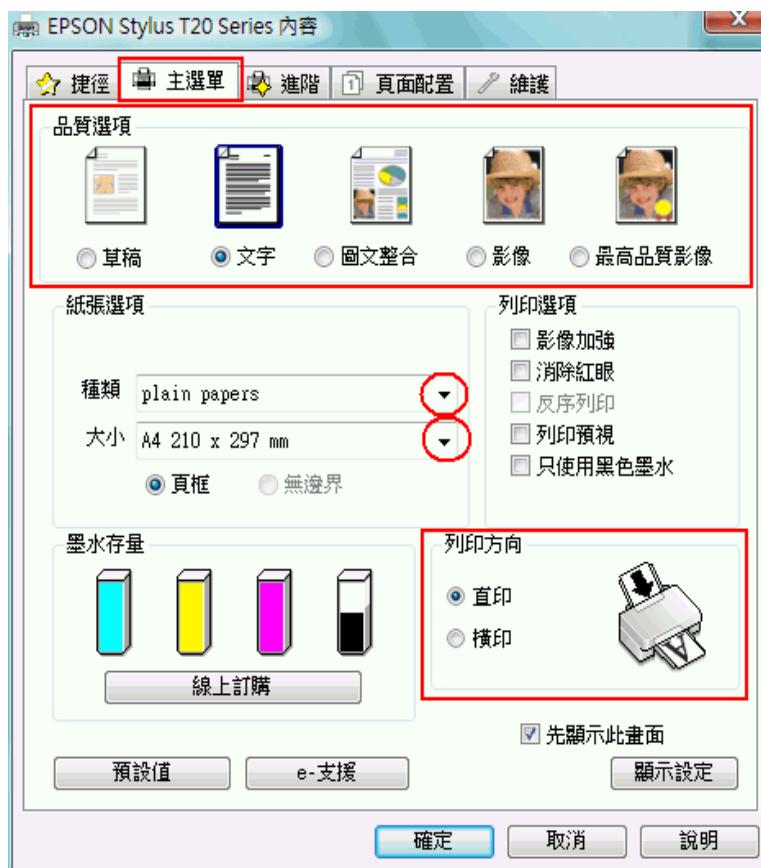 EPSON Stylus T20 Series 內容
捷徑 主選單 進階 1 頁面配置 維護
品質選項
草稿 文字 圖文整合 影像 最高品質影像
紙張選項
種類 plain papers
大小 A4 210 x 297 mm
頁框 無邊界
列印選項
影像加強
消除紅眼
反序列印
列印預視
只使用黑色墨水
墨水存量
線上訂購
列印方向
直印
橫印
先顯示此畫面
預設值 e-支援 顯示設定
確定 取消 說明